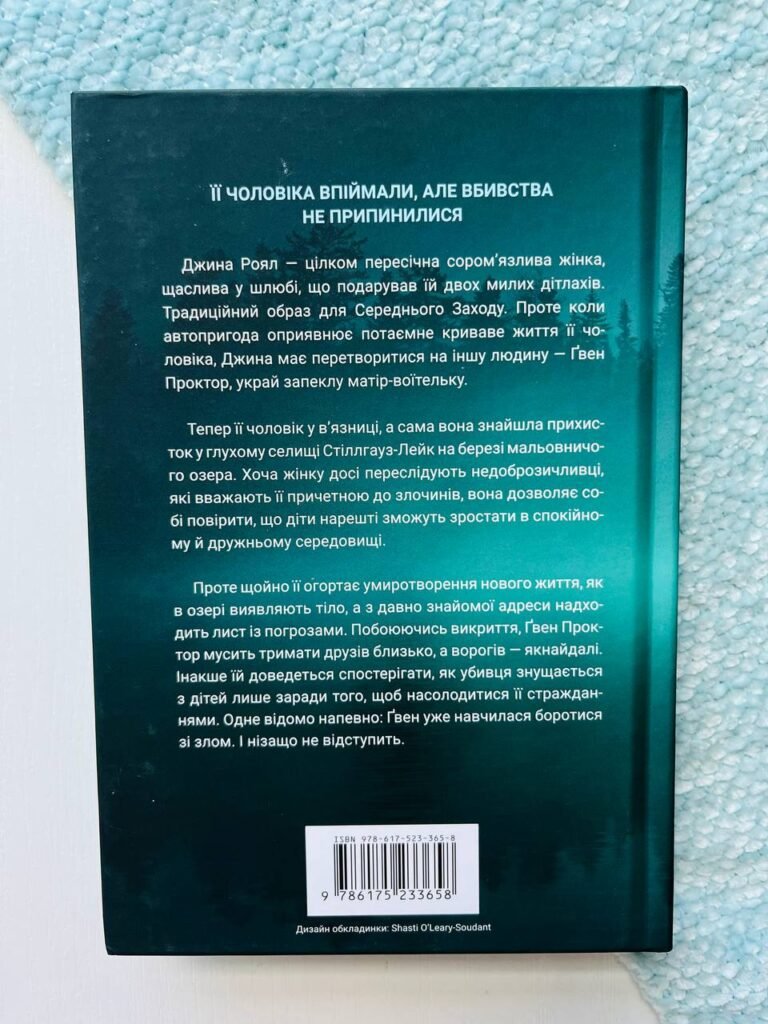 ЇЇ ЧОЛОВІКА ВПІЙМАЛИ, АЛЕ ВБИВСТВА
НЕ ПРИПИНИЛИСЯ
Джина Роял — цілком пересічна сором’язлива жінка,
щаслива у шлюбі, що подарував їй двох милих дітлахів.
Традиційний образ для Середнього Заходу. Проте коли
автопригода оприявнює потаємне криваве життя її чо-
ловіка, Джина має перетворитися на іншу людину — Ґвен
Проктор, украй запеклу матір-воїтельку.
Тепер її чоловік у в’язниці, а сама вона знайшла прихис-
ток у глухому селищі Стіллгауз-Лейк на березі мальовничо-
го озера. Хоча жінку досі переслідують недоброзичливці,
які вважають її причетною до злочинів, вона дозволяє со-
бі повірити, що діти нарешті зможуть зростати в спокійно-
му й дружньому середовищі.
Проте щойно її огортає умиротворення нового життя, як
в озері виявляють тіло, а з давно знайомої адреси надхо-
дить лист із погрозами. Побоюючись викриття, Ґвен Прок-
тор мусить тримати друзів близько, а ворогів — якнайдалі.
Інакше їй доведеться спостерігати, як убивця знущається
з дітей лише заради того, щоб насолодитися її страждан-
нями. Одне відомо напевно: Ґвен уже навчилася боротися
зі злом. І нізащо не відступить.
ISBN 978-617-523-365-8
9 786175 233658
Дизайн обкладинки: Shasti O’Leary-Soudant